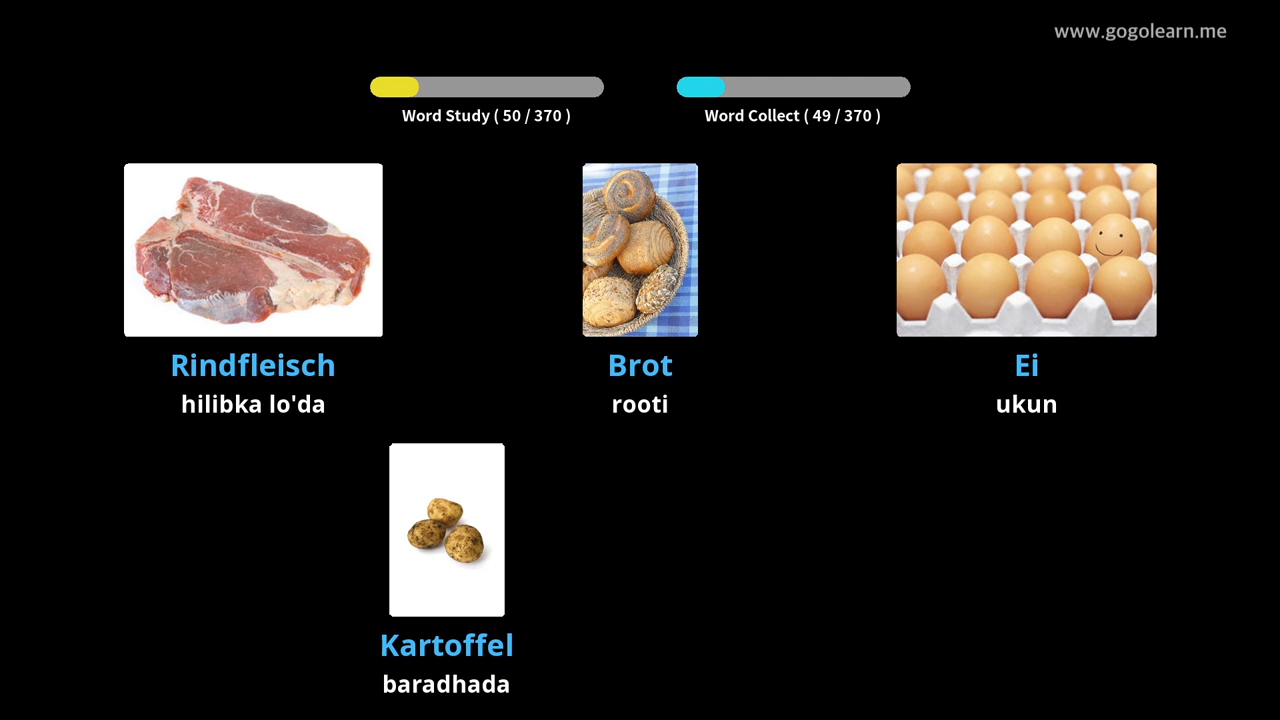 www.gogolearn.me
Word Study ( 50 / 370 )
Word Collect ( 49 / 370 )
Rindfleisch
hilibka lo'da
Brot
rooti
Ei
ukun
Kartoffel
baradhada